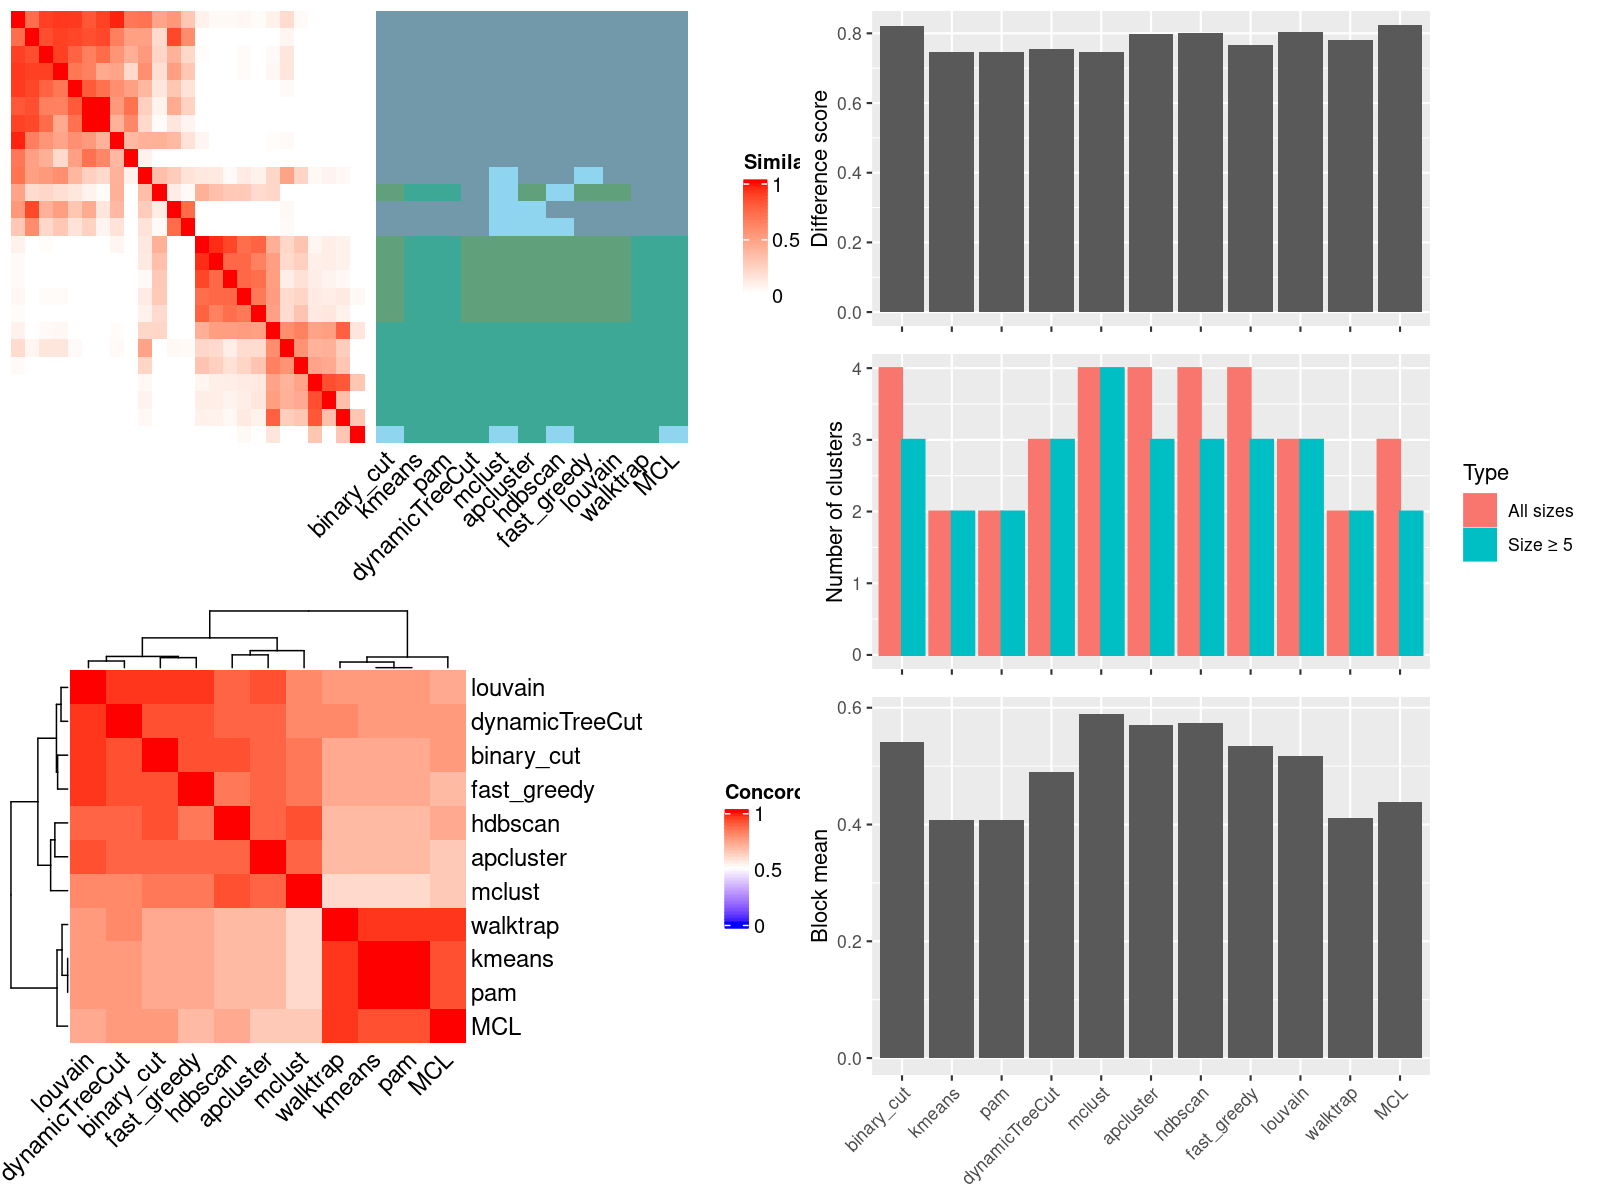 Simila
1
0.5
0
binary_cut
kmeans
pam
dynamicTreeCut
mclust
apcluster
hdbscan
fast_greedy
louvain
walktrap
MCL
Difference score
0.8
0.6
0.4
0.2
0.0
Number of clusters
4
3
2
1
0
Type
All sizes
Size ≥ 5
louvain
dynamicTreeCut
binary_cut
fast_greedy
hdbscan
apcluster
mclust
walktrap
kmeans
pam
MCL
louvain
dynamicTreeCut
binary_cut
fast_greedy
hdbscan
apcluster
mclust
walktrap
kmeans
pam
MCL
Concord
1
0.5
0
Block mean
0.6
0.4
0.2
0.0
binary_cut
kmeans
pam
dynamicTreeCut
mclust
apcluster
hdbscan
fast_greedy
louvain
walktrap
MCL